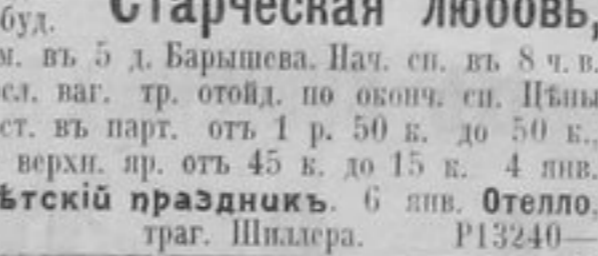 буд. Старческая любовь,
м. въ 5 д. Барышева. Нач. сп. въ 8 ч. в.
сл. ваг. тр. отойд. по оконч. сп. Цѣны
ст. въ парт. отъ 1 р. 50 к. до 50 к.,
верхн. яр. отъ 45 к. до 15 к. 4 янв.
ѣтскій праздникъ. 6 янв. Отелло,
траг. Шиллера. Р13240—